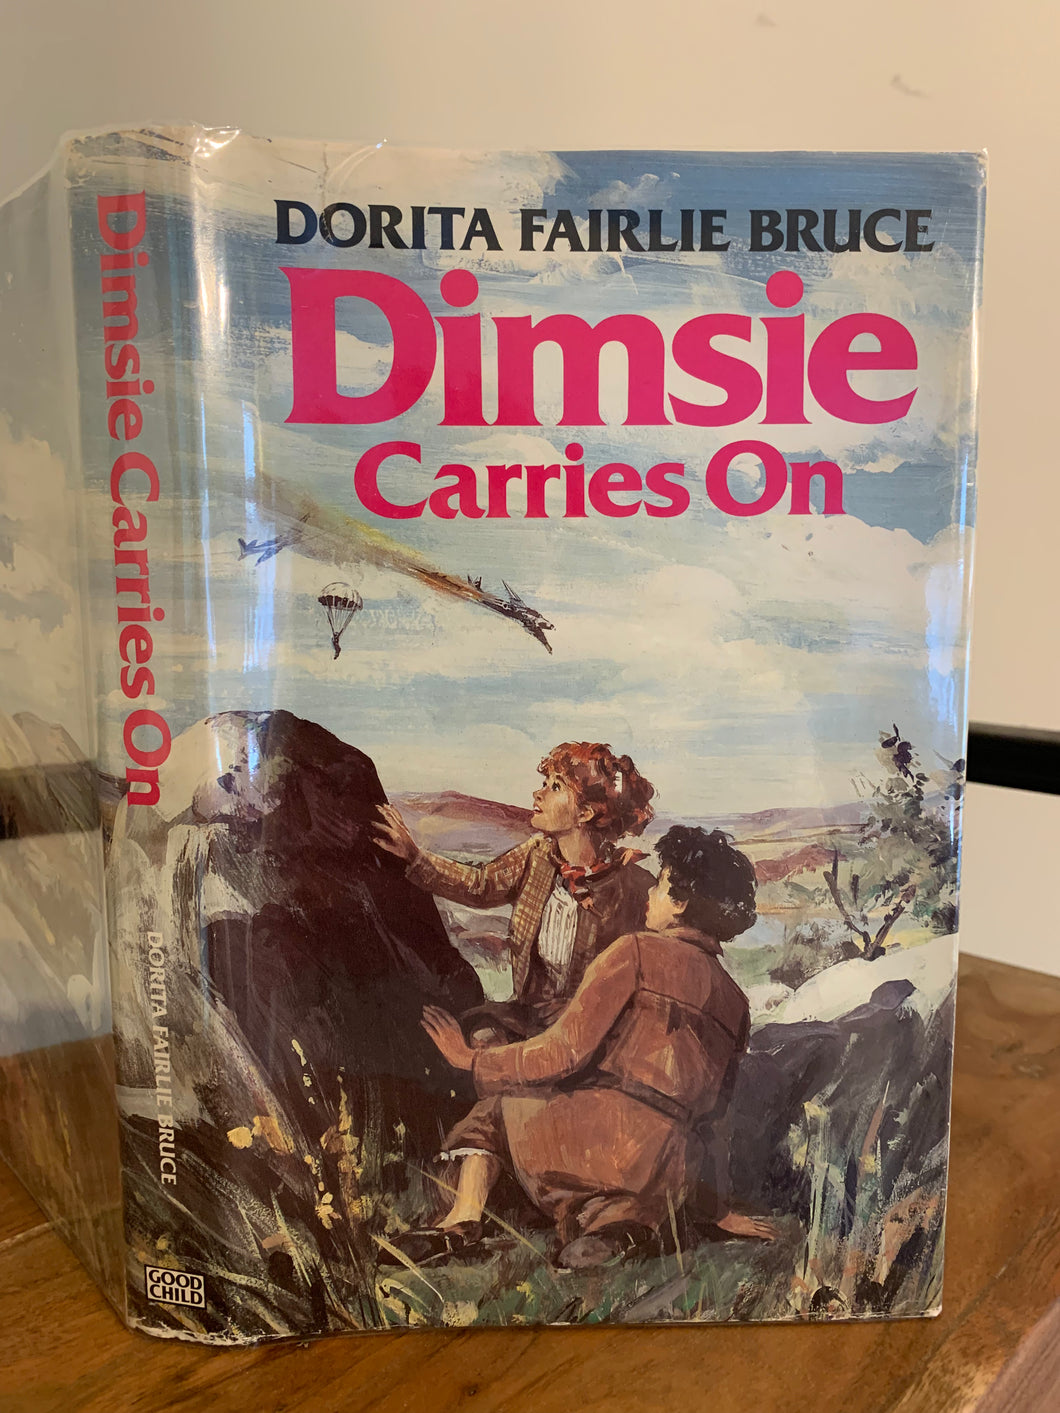 DORITA FAIRLIE BRUCE
Dimsie
Carries On
Dimsie Carries On
DORITA FAIRLIE BRUCE
GOOD
CHILD